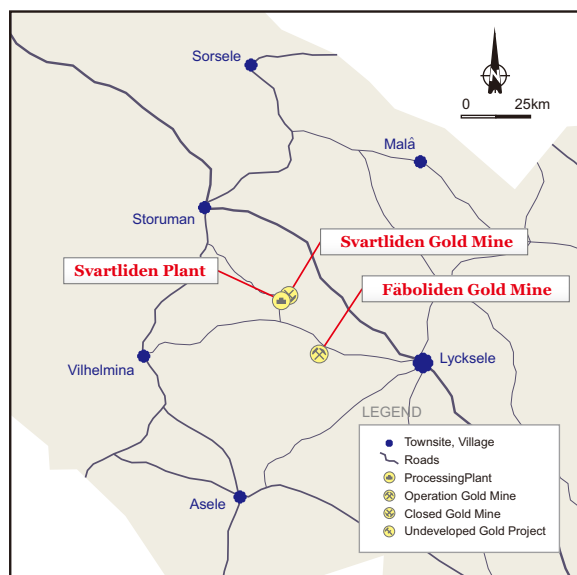 Sorsele
0 25km
Malâ
Storuman
Svartliden Gold Mine
Svartliden Plant
Fäboliden Gold Mine
Vilhelmina
Lycksele
LEGEND
Townsite, Village
Roads
ProcessingPlant
Operation Gold Mine
Closed Gold Mine
Undeveloped Gold Project
Asele